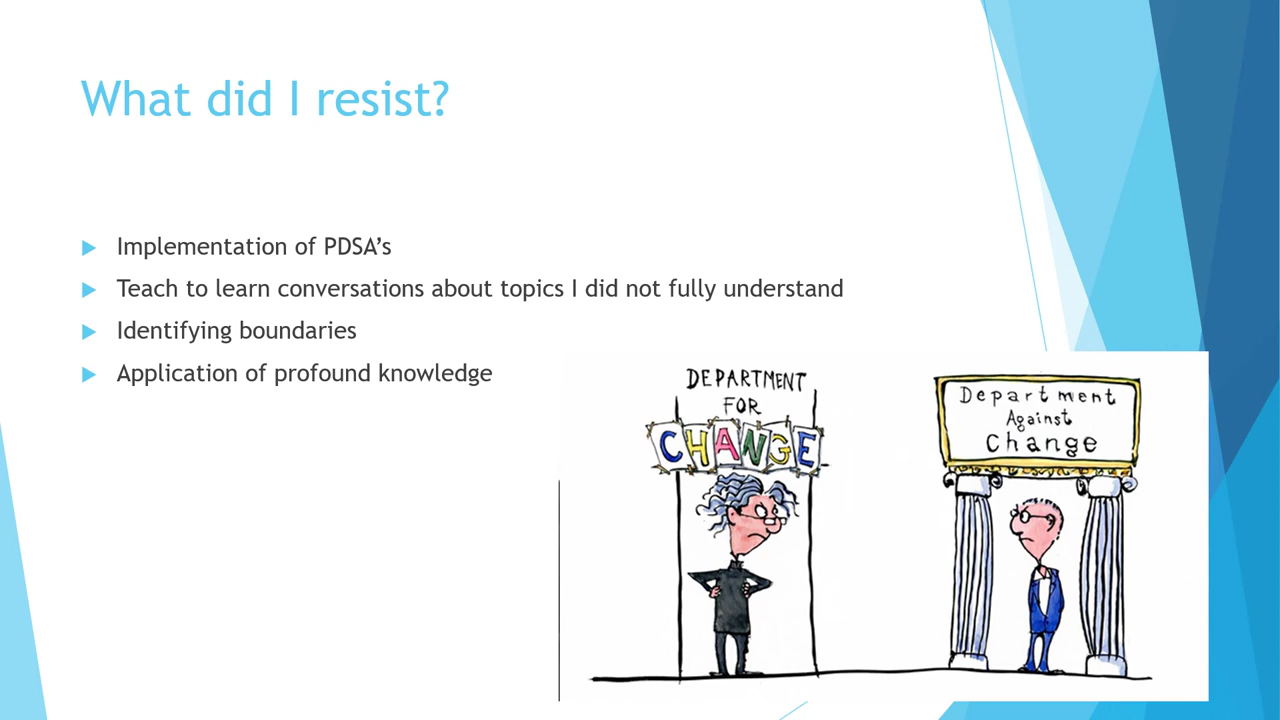 What did I resist?
Implementation of PDSA’s
Teach to learn conversations about topics I did not fully understand
Identifying boundaries
Application of profound knowledge
DEPARTMENT
FOR
CHANGE
Department
Against
Change